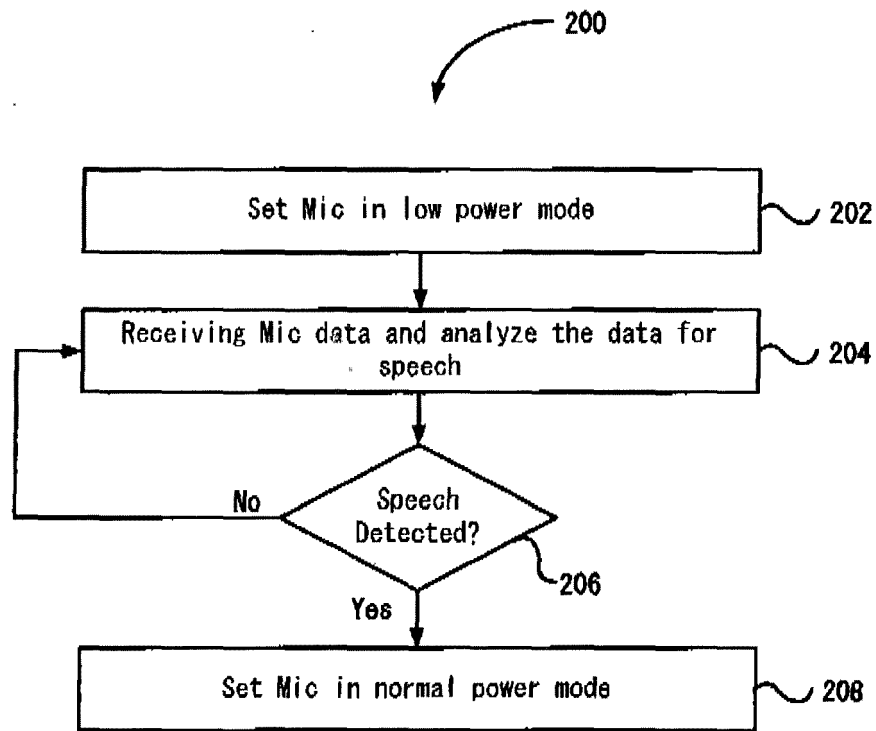 200
Set Mic in low power mode
202
Receiving Mic data and analyze the data for
speech
204
Speech
Detected?
No
206
Yes
Set Mic in normal power mode
208